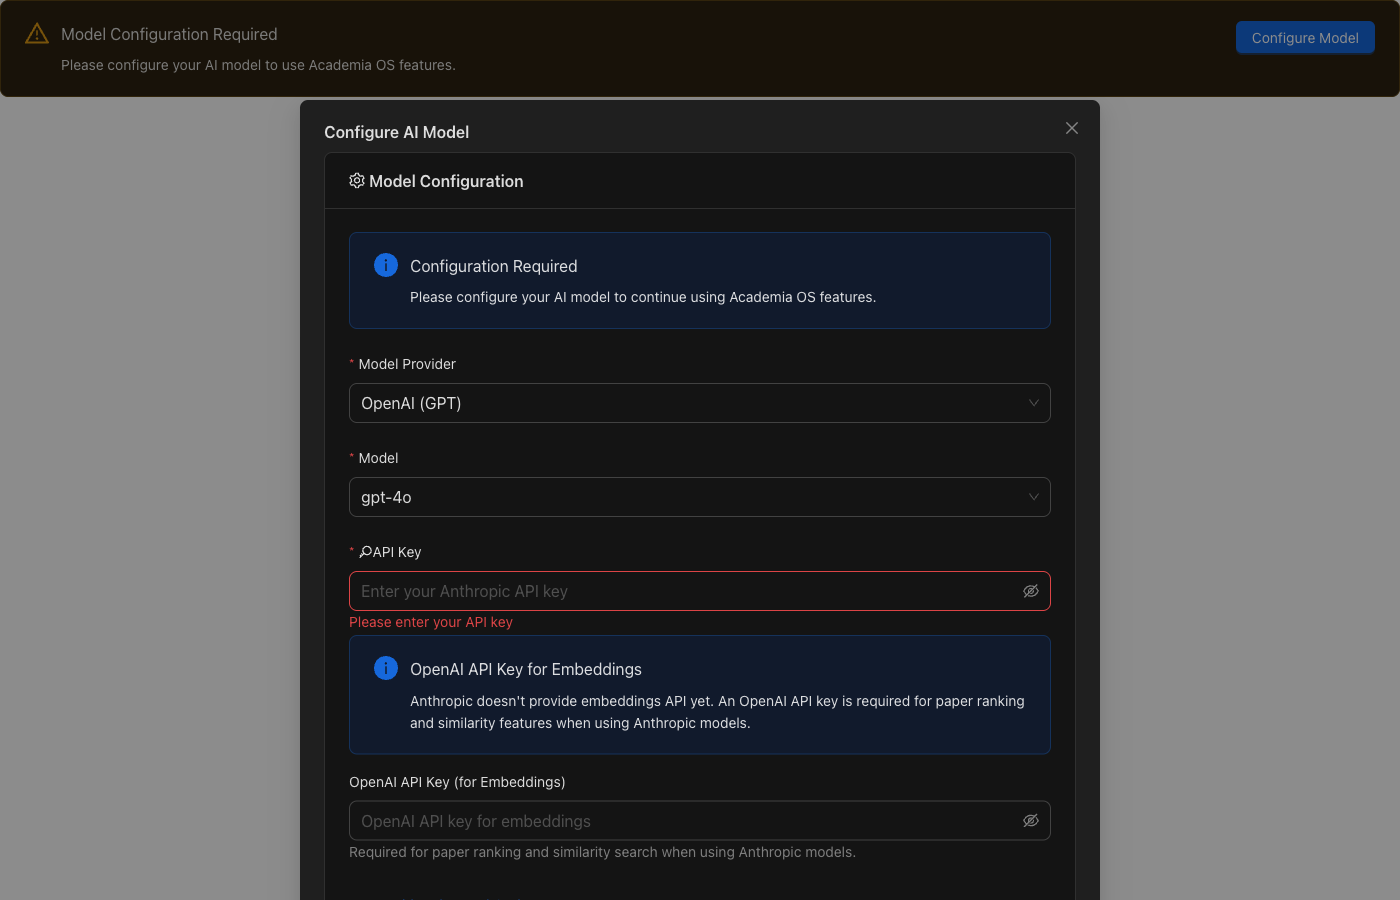 Model Configuration Required
Please configure your AI model to use Academia OS features.
Configure Model
Configure AI Model
Model Configuration
Configuration Required
Please configure your AI model to continue using Academia OS features.
* Model Provider
OpenAI (GPT)
* Model
gpt-4o
* API Key
Enter your Anthropic API key
Please enter your API key
OpenAI API Key for Embeddings
Anthropic doesn't provide embeddings API yet. An OpenAI API key is required for paper ranking
and similarity features when using Anthropic models.
OpenAI API Key (for Embeddings)
OpenAI API key for embeddings
Required for paper ranking and similarity search when using Anthropic models.